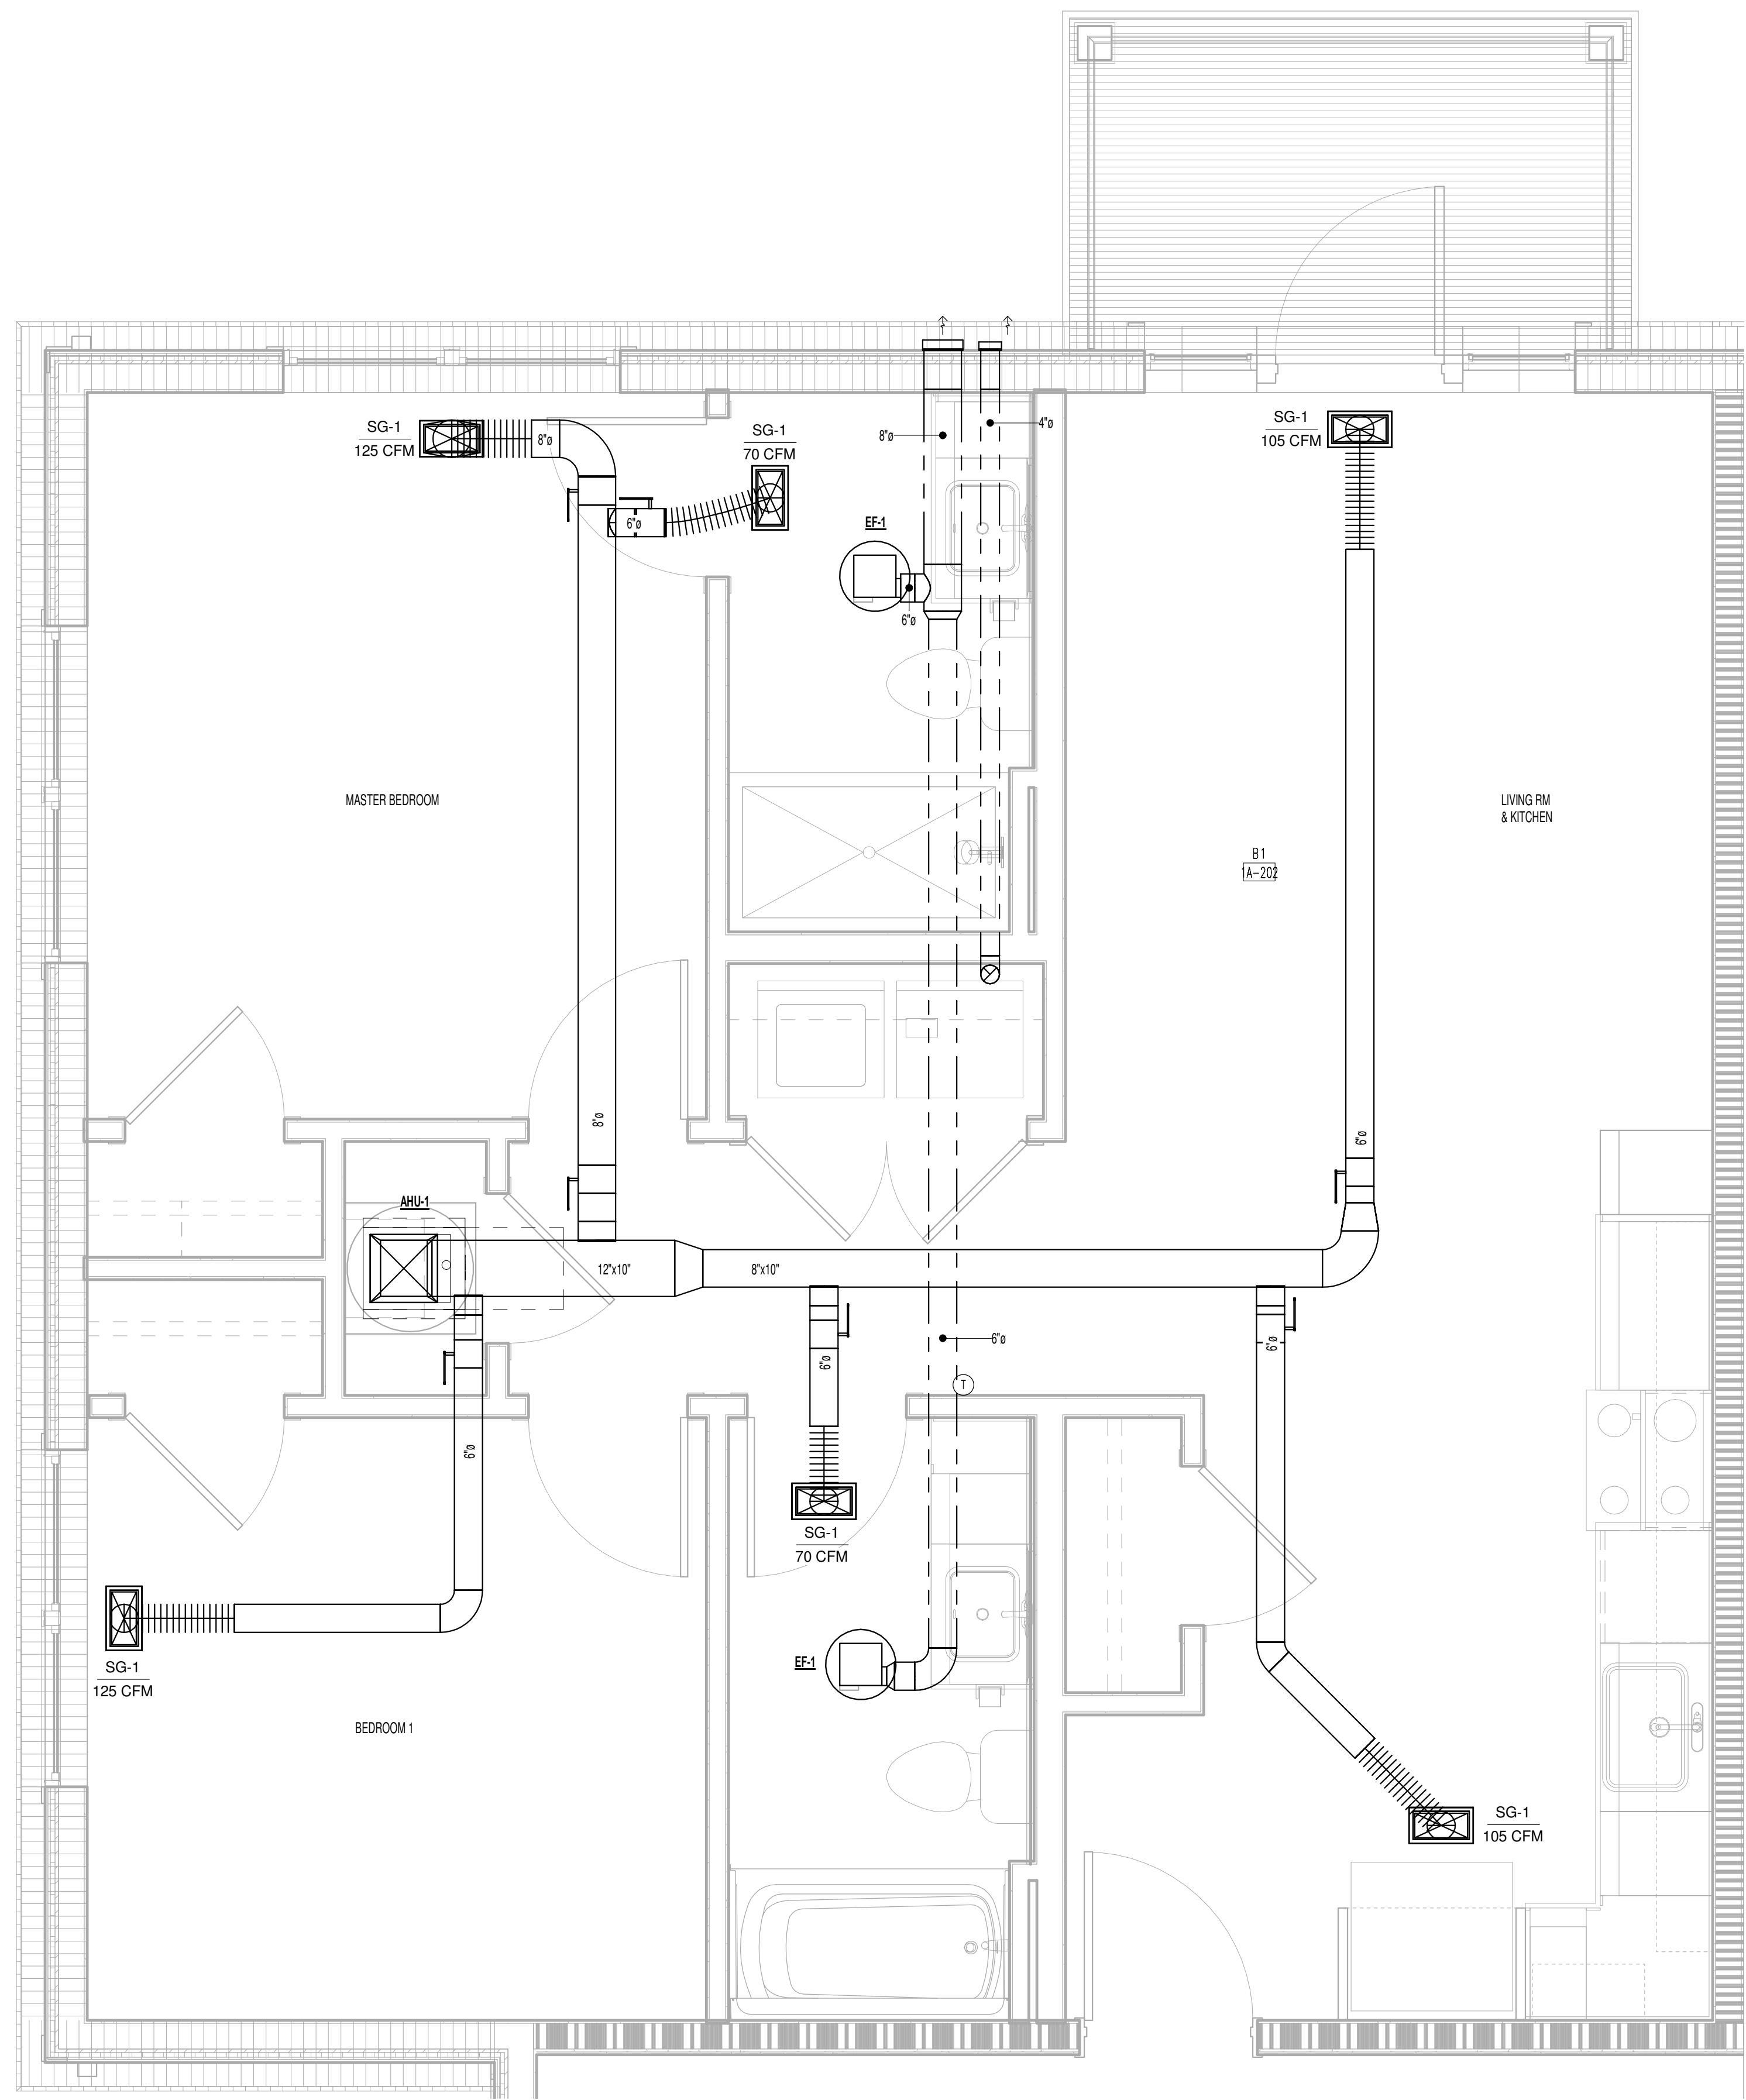 SG-1
125 CFM
8"ø
SG-1
70 CFM
6"ø
8"ø
4"ø
SG-1
105 CFM
EF-1
6"ø
MASTER BEDROOM
LIVING RM
& KITCHEN
B1
1A-202
8"ø
6"ø
AHU-1
12"x10"
8"x10"
6"ø
6"ø
6"ø
T
6"ø
SG-1
70 CFM
SG-1
125 CFM
EF-1
BEDROOM 1
SG-1
105 CFM